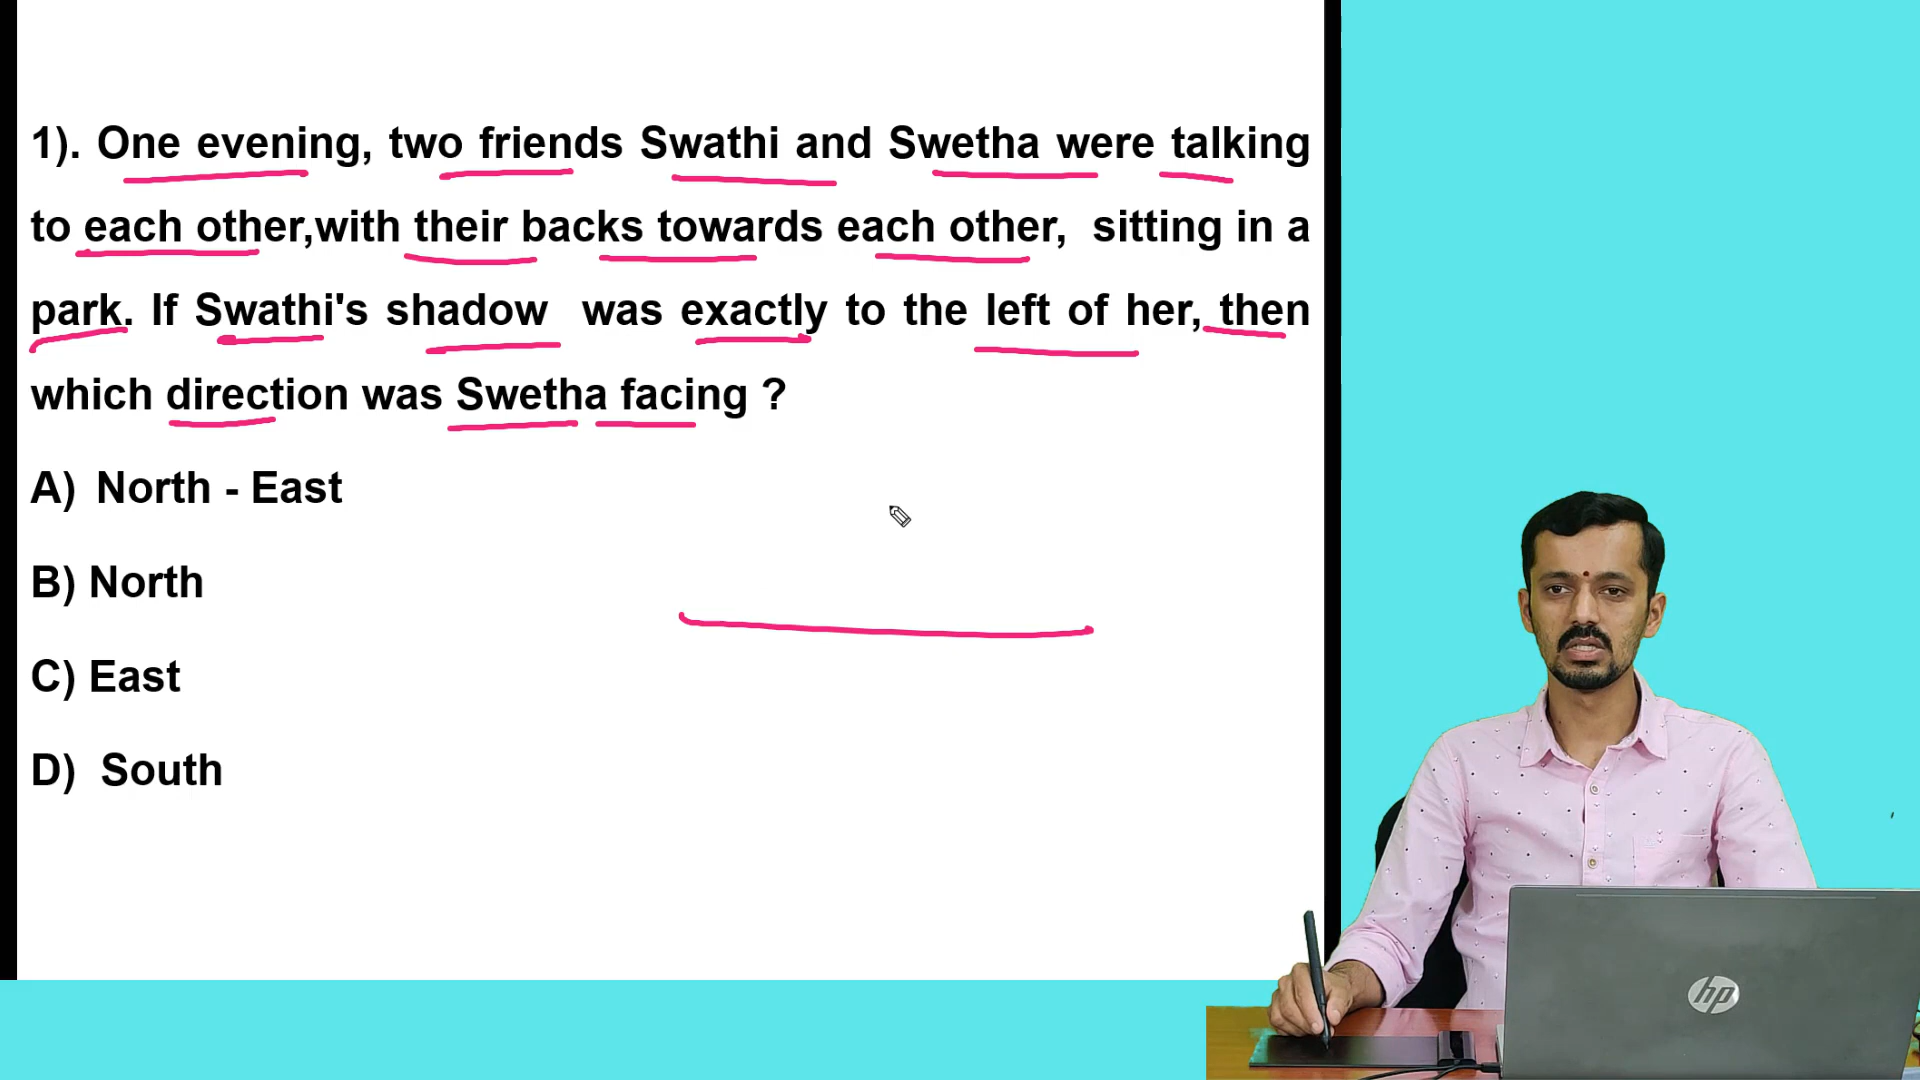 1). One evening, two friends Swathi and Swetha were talking
to each other,with their backs towards each other, sitting in a
park. If Swathi's shadow was exactly to the left of her, then
which direction was Swetha facing ?
A) North - East
B) North
C) East
D) South
hp